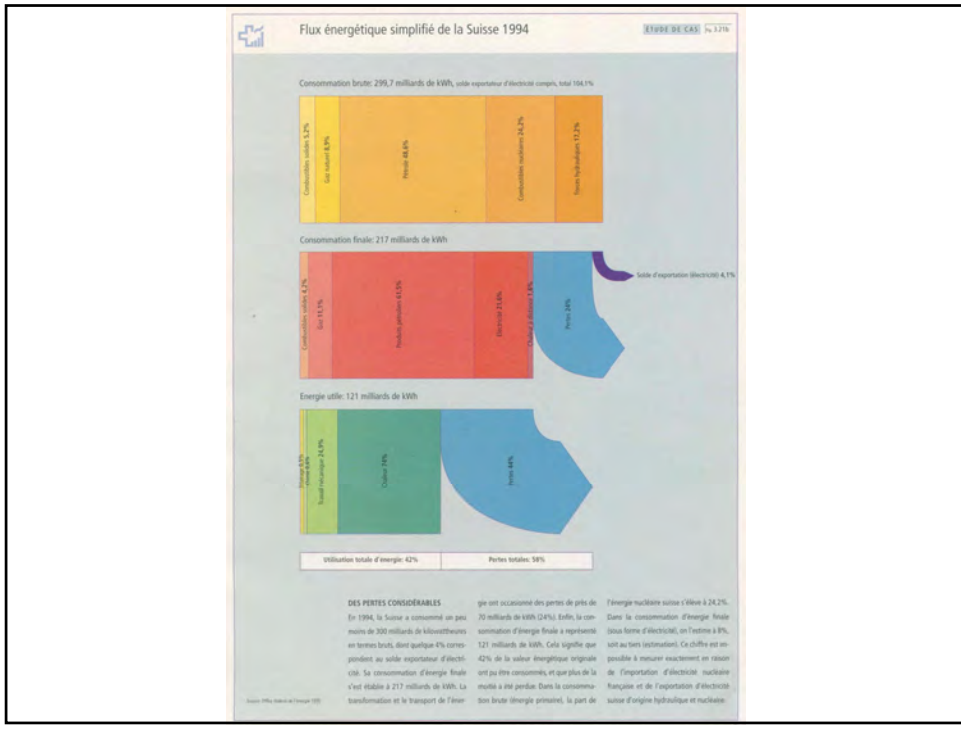 Flux énergétique simplifié de la Suisse 1994
ETUDE DE CAS
Consommation brute: 299,7 milliards de kWh, solde exportateur d'électricité compris, total 104,1%
Combustibles solides 5,2%
Gaz naturel 8,9%
Pétrole 48,6%
Combustibles nucléaires 24,2%
Forces hydrauliques 17,2%
Consommation finale: 217 milliards de kWh
Combustibles solides 4,2%
Gaz 11,1%
Produits pétroliers 61,5%
Electricité 21,6%
Chaleur à distance 1,6%
Pertes 24%
Solde d'exportation (électricité) 4,1%
Energie utile: 121 milliards de kWh
Travail mécanique 24,9%
Chaleur 74%
Pertes 44%
Utilisation totale d'énergie: 42%
Pertes totales: 58%
DES PERTES CONSIDÉRABLES
En 1994, la Suisse a consommé un peu
moins de 300 milliards de kilowattheures
en termes bruts, dont quelque 4% corres-
pondent au solde exportateur d'électri-
cité. Sa consommation d'énergie finale
s'est établie à 217 milliards de kWh. La
transformation et le transport de l'éner-
gie ont occasionné des pertes de près de
70 milliards de kWh (24%). Enfin, la con-
sommation d'énergie finale a représenté
121 milliards de kWh. Cela signifie que
42% de la valeur énergétique originale
ont pu être consommés, et que plus de la
moitié a été perdue. Dans la consomma-
tion brute (énergie primaire), la part de
l'énergie nucléaire suisse s'élève à 24,2%.
Dans la consommation d'énergie finale
(sous forme d'électricité), on l'estime à 8%,
soit au tiers (estimation). Ce chiffre est im-
possible à mesurer exactement en raison
de l'importation d'électricité nucléaire
française et de l'exportation d'électricité
suisse d'origine hydraulique et nucléaire.